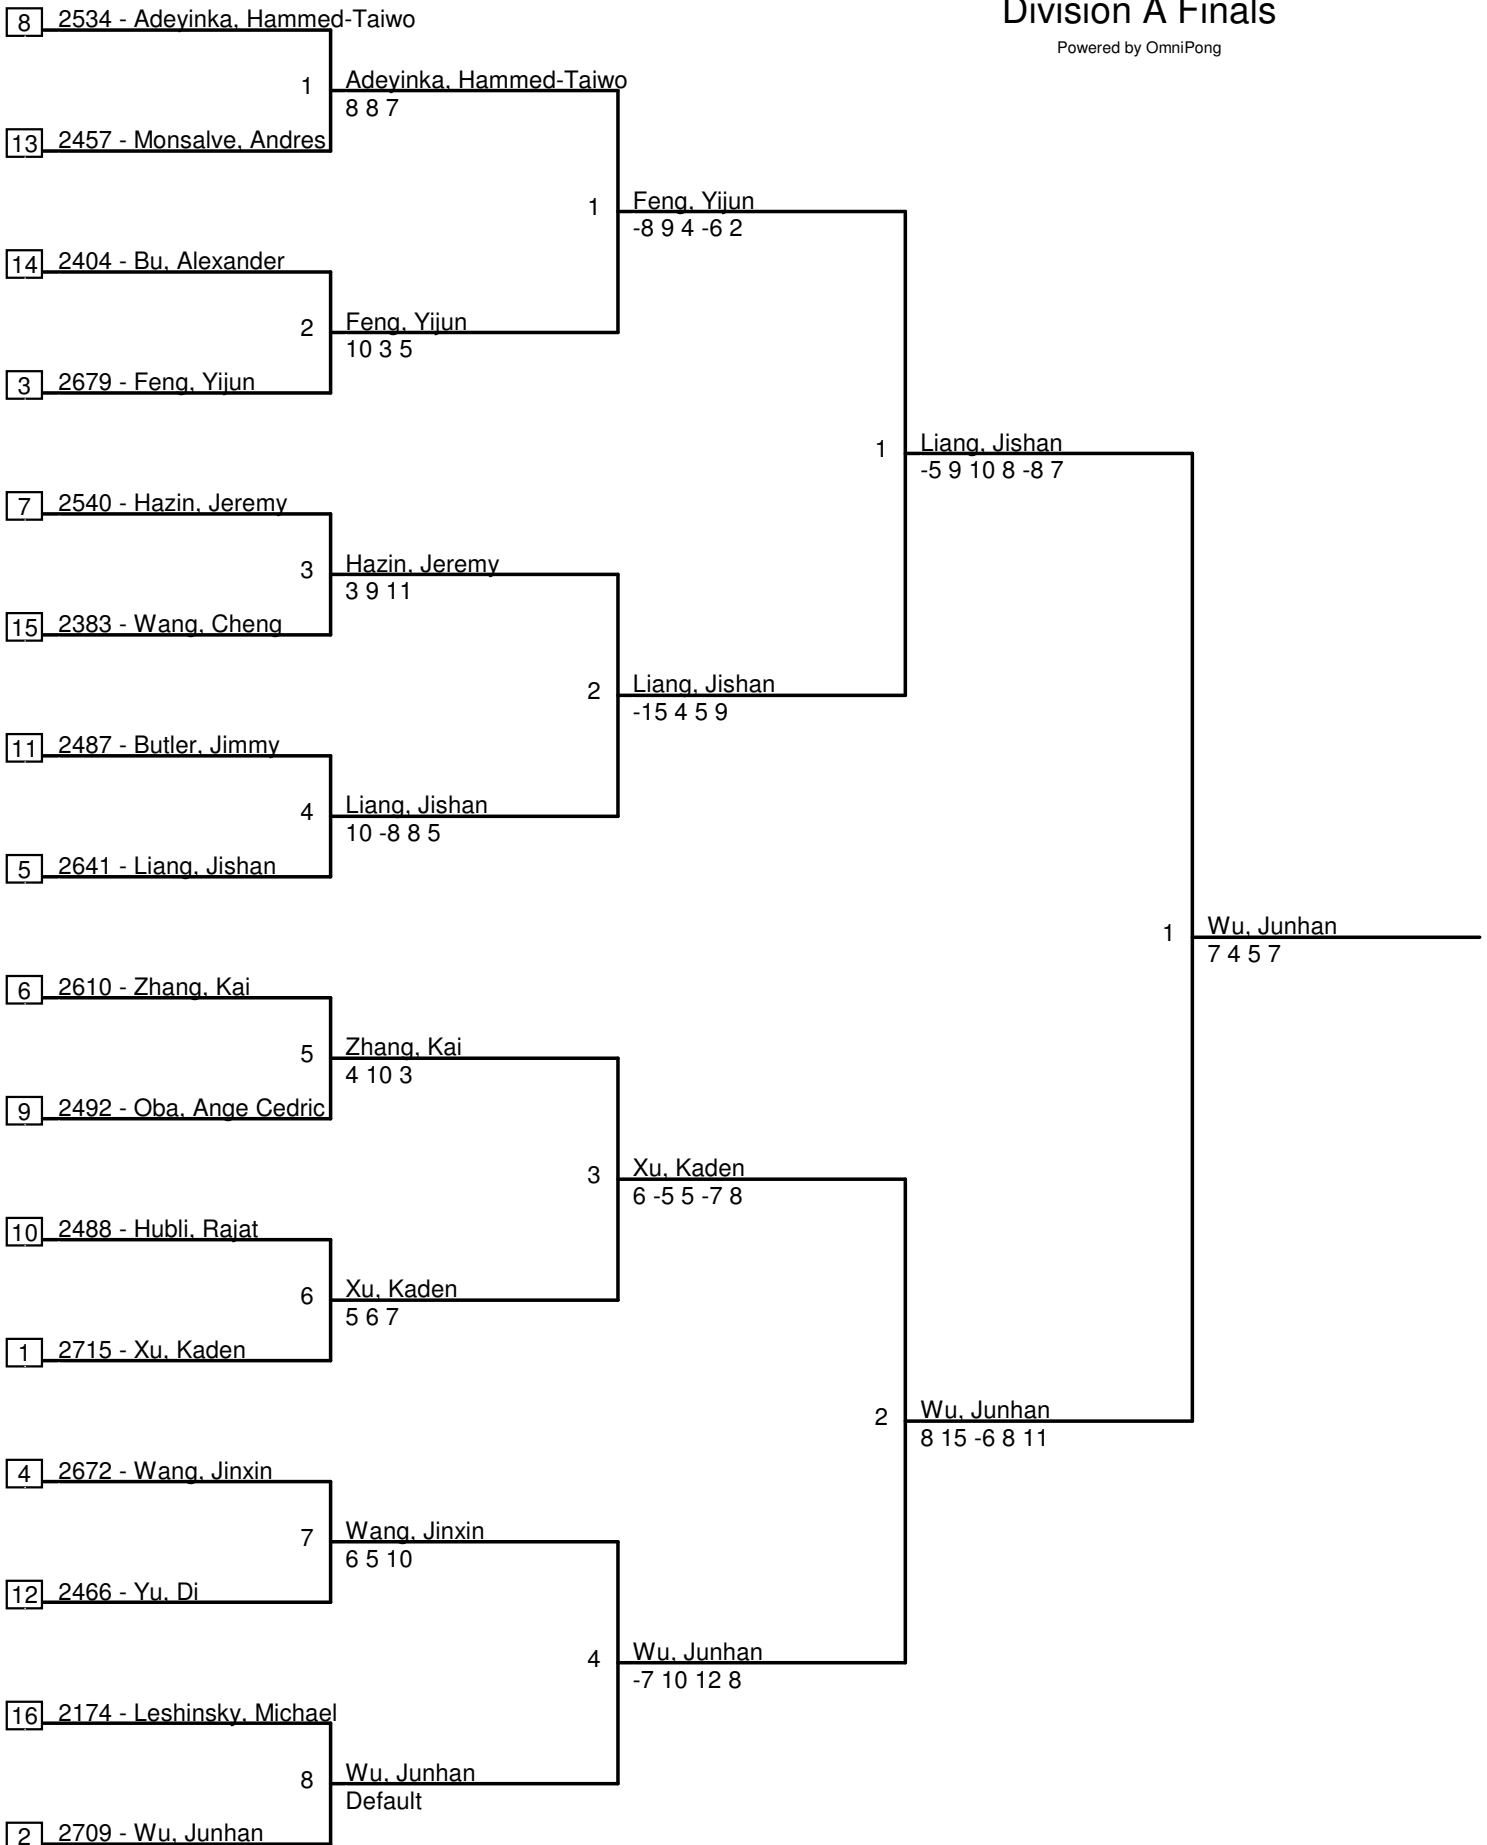 Division A Finals
Powered by OmniPong
8 2534 - Adeyinka, Hammed-Taiwo
1 Adeyinka, Hammed-Taiwo
8 8 7
13 2457 - Monsalve, Andres
1 Feng, Yijun
-8 9 4 -6 2
14 2404 - Bu, Alexander
2 Feng, Yijun
10 3 5
3 2679 - Feng, Yijun
1 Liang, Jishan
-5 9 10 8 -8 7
7 2540 - Hazin, Jeremy
3 Hazin, Jeremy
3 9 11
15 2383 - Wang, Cheng
2 Liang, Jishan
-15 4 5 9
11 2487 - Butler, Jimmy
4 Liang, Jishan
10 -8 8 5
5 2641 - Liang, Jishan
1 Wu, Junhan
7 4 5 7
6 2610 - Zhang, Kai
5 Zhang, Kai
4 10 3
9 2492 - Oba, Ange Cedric
3 Xu, Kaden
6 -5 5 -7 8
10 2488 - Hubli, Rajat
6 Xu, Kaden
5 6 7
1 2715 - Xu, Kaden
2 Wu, Junhan
8 15 -6 8 11
4 2672 - Wang, Jinxin
7 Wang, Jinxin
6 5 10
12 2466 - Yu, Di
4 Wu, Junhan
-7 10 12 8
16 2174 - Leshinsky, Michael
8 Wu, Junhan
Default
2 2709 - Wu, Junhan